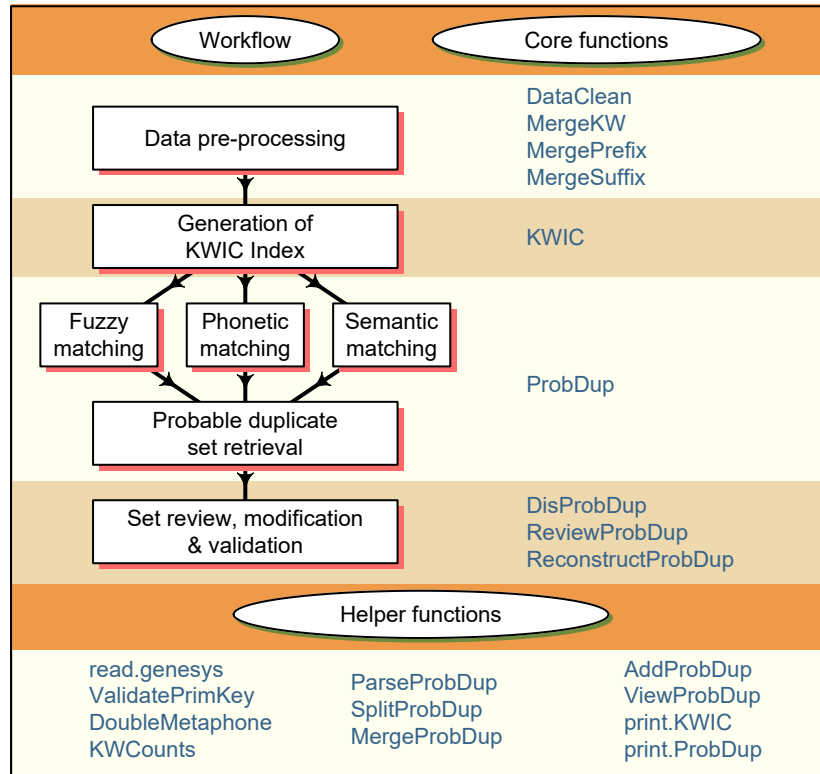 Workflow
Core functions
Data pre-processing
DataClean
MergeKW
MergePrefix
MergeSuffix
Generation of
KWIC Index
KWIC
Fuzzy
matching
Phonetic
matching
Semantic
matching
ProbDup
Probable duplicate
set retrieval
Set review, modification
& validation
DisProbDup
ReviewProbDup
ReconstructProbDup
Helper functions
read.genesys
ValidatePrimKey
DoubleMetaphone
KWCounts
ParseProbDup
SplitProbDup
MergeProbDup
AddProbDup
ViewProbDup
print.KWIC
print.ProbDup